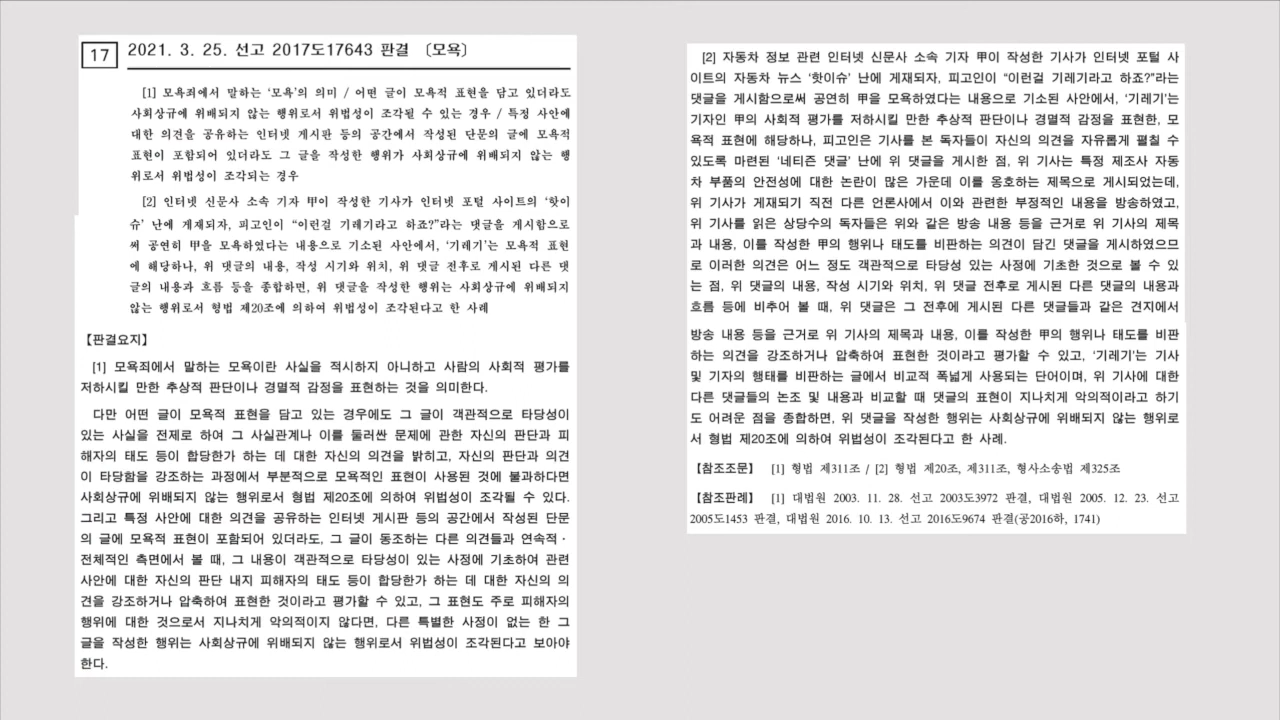 17
2021. 3. 25. 선고 2017도17643 판결 〔모욕〕
[1] 모욕죄에서 말하는 ‘모욕’의 의미 / 어떤 글이 모욕적 표현을 담고 있더라도
사회상규에 위배되지 않는 행위로서 위법성이 조각될 수 있는 경우 / 특정 사안에
대한 의견을 공유하는 인터넷 게시판 등의 공간에서 작성된 단문의 글에 모욕적
표현이 포함되어 있더라도 그 글을 작성한 행위가 사회상규에 위배되지 않는 행
위로서 위법성이 조각되는 경우
[2] 인터넷 신문사 소속 기자 甲이 작성한 기사가 인터넷 포털 사이트의 ‘핫이
슈’ 난에 게재되자, 피고인이 “이런걸 기레기라고 하죠?”라는 댓글을 게시함으로
써 공연히 甲을 모욕하였다는 내용으로 기소된 사안에서, ‘기레기’는 모욕적 표현
에 해당하나, 위 댓글의 내용, 작성 시기와 위치, 위 댓글 전후로 게시된 다른 댓
글의 내용과 흐름 등을 종합하면, 위 댓글을 작성한 행위는 사회상규에 위배되지
않는 행위로서 형법 제20조에 의하여 위법성이 조각된다고 한 사례
【판결요지】
[1] 모욕죄에서 말하는 모욕이란 사실을 적시하지 아니하고 사람의 사회적 평가를
저하시킬 만한 추상적 판단이나 경멸적 감정을 표현하는 것을 의미한다.
다만 어떤 글이 모욕적 표현을 담고 있는 경우에도 그 글이 객관적으로 타당성이
있는 사실을 전제로 하여 그 사실관계나 이를 둘러싼 문제에 관한 자신의 판단과 피
해자의 태도 등이 합당한가 하는 데 대한 자신의 의견을 밝히고, 자신의 판단과 의견
이 타당함을 강조하는 과정에서 부분적으로 모욕적인 표현이 사용된 것에 불과하다면
사회상규에 위배되지 않는 행위로서 형법 제20조에 의하여 위법성이 조각될 수 있다.
그리고 특정 사안에 대한 의견을 공유하는 인터넷 게시판 등의 공간에서 작성된 단문
의 글에 모욕적 표현이 포함되어 있더라도, 그 글이 동조하는 다른 의견들과 연속적·
전체적인 측면에서 볼 때, 그 내용이 객관적으로 타당성이 있는 사정에 기초하여 관련
사안에 대한 자신의 판단 내지 피해자의 태도 등이 합당한가 하는 데 대한 자신의 의
견을 강조하거나 압축하여 표현한 것이라고 평가할 수 있고, 그 표현도 주로 피해자의
행위에 대한 것으로서 지나치게 악의적이지 않다면, 다른 특별한 사정이 없는 한 그
글을 작성한 행위는 사회상규에 위배되지 않는 행위로서 위법성이 조각된다고 보아야
한다.
[2] 자동차 정보 관련 인터넷 신문사 소속 기자 甲이 작성한 기사가 인터넷 포털 사
이트의 자동차 뉴스 ‘핫이슈’ 난에 게재되자, 피고인이 “이런걸 기레기라고 하죠?”라는
댓글을 게시함으로써 공연히 甲을 모욕하였다는 내용으로 기소된 사안에서, ‘기레기’는
기자인 甲의 사회적 평가를 저하시킬 만한 추상적 판단이나 경멸적 감정을 표현한, 모
욕적 표현에 해당하나, 피고인은 기사를 본 독자들이 자신의 의견을 자유롭게 펼칠 수
있도록 마련된 ‘네티즌 댓글’ 난에 위 댓글을 게시한 점, 위 기사는 특정 제조사 자동
차 부품의 안전성에 대한 논란이 많은 가운데 이를 옹호하는 제목으로 게시되었는데,
위 기사가 게재되기 직전 다른 언론사에서 이와 관련한 부정적인 내용을 방송하였고,
위 기사를 읽은 상당수의 독자들은 위와 같은 방송 내용 등을 근거로 위 기사의 제목
과 내용, 이를 작성한 甲의 행위나 태도를 비판하는 의견이 담긴 댓글을 게시하였으므
로 이러한 의견은 어느 정도 객관적으로 타당성 있는 사정에 기초한 것으로 볼 수 있
는 점, 위 댓글의 내용, 작성 시기와 위치, 위 댓글 전후로 게시된 다른 댓글의 내용과
흐름 등에 비추어 볼 때, 위 댓글은 그 전후에 게시된 다른 댓글들과 같은 견지에서
방송 내용 등을 근거로 위 기사의 제목과 내용, 이를 작성한 甲의 행위나 태도를 비판
하는 의견을 강조하거나 압축하여 표현한 것이라고 평가할 수 있고, ‘기레기’는 기사
및 기자의 행태를 비판하는 글에서 비교적 폭넓게 사용되는 단어이며, 위 기사에 대한
다른 댓글들의 논조 및 내용과 비교할 때 댓글의 표현이 지나치게 악의적이라고 하기
도 어려운 점을 종합하면, 위 댓글을 작성한 행위는 사회상규에 위배되지 않는 행위로
서 형법 제20조에 의하여 위법성이 조각된다고 한 사례.
【참조조문】 [1] 형법 제311조 / [2] 형법 제20조, 제311조, 형사소송법 제325조
【참조판례】 [1] 대법원 2003. 11. 28. 선고 2003도3972 판결, 대법원 2005. 12. 23. 선고
2005도1453 판결, 대법원 2016. 10. 13. 선고 2016도9674 판결(공2016하, 1741)